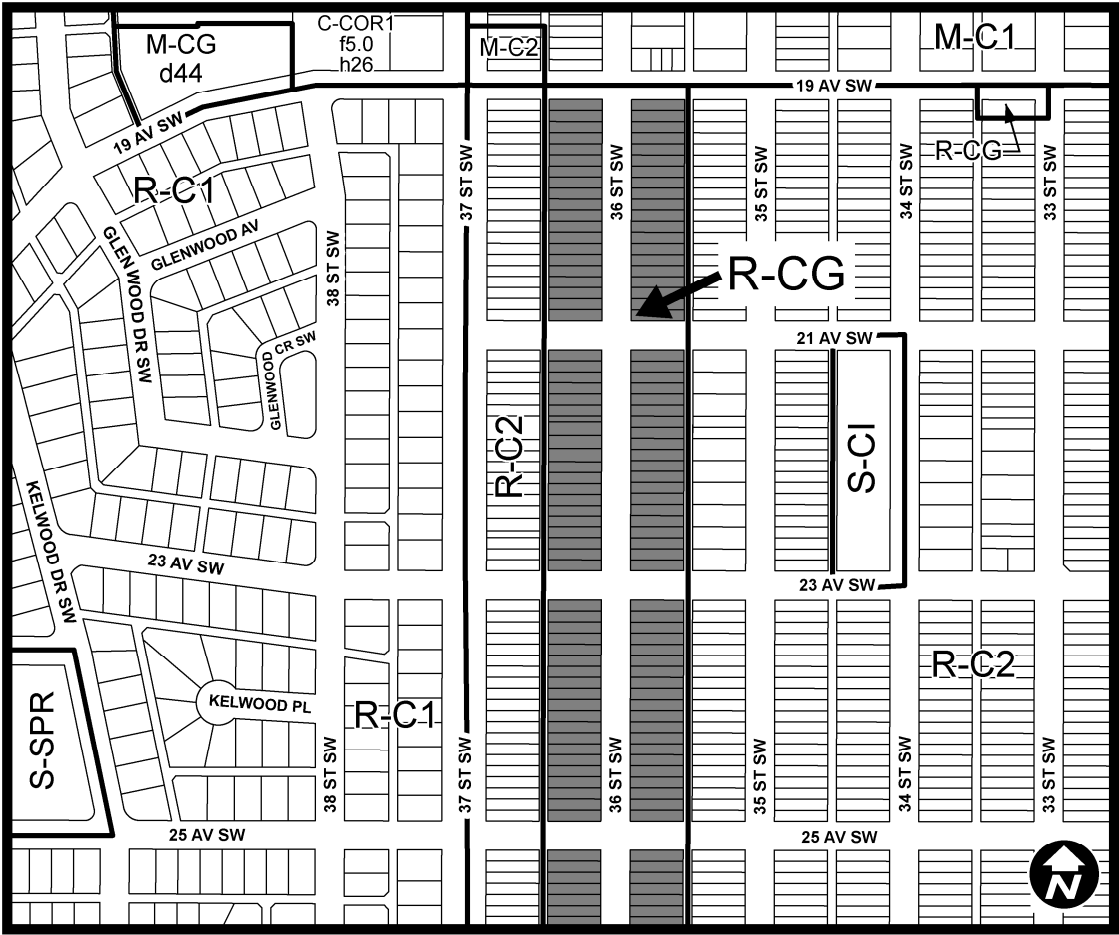 M-CG
d44
C-COR1
f5.0
h26
M-C2
M-C1
19 AV SW
19 AV SW
R-CG
R-C1
37 ST SW
36 ST SW
35 ST SW
34 ST SW
33 ST SW
GLENWOOD AV
GLEN WOOD DR SW
38 ST SW
R-CG
21 AV SW
GLENWOOD CR SW
R-C2
S-CI
KELWOOD DR SW
23 AV SW
23 AV SW
R-C2
KELWOOD PL
R-C1
S-SPR
38 ST SW
37 ST SW
36 ST SW
35 ST SW
34 ST SW
33 ST SW
25 AV SW
25 AV SW
N